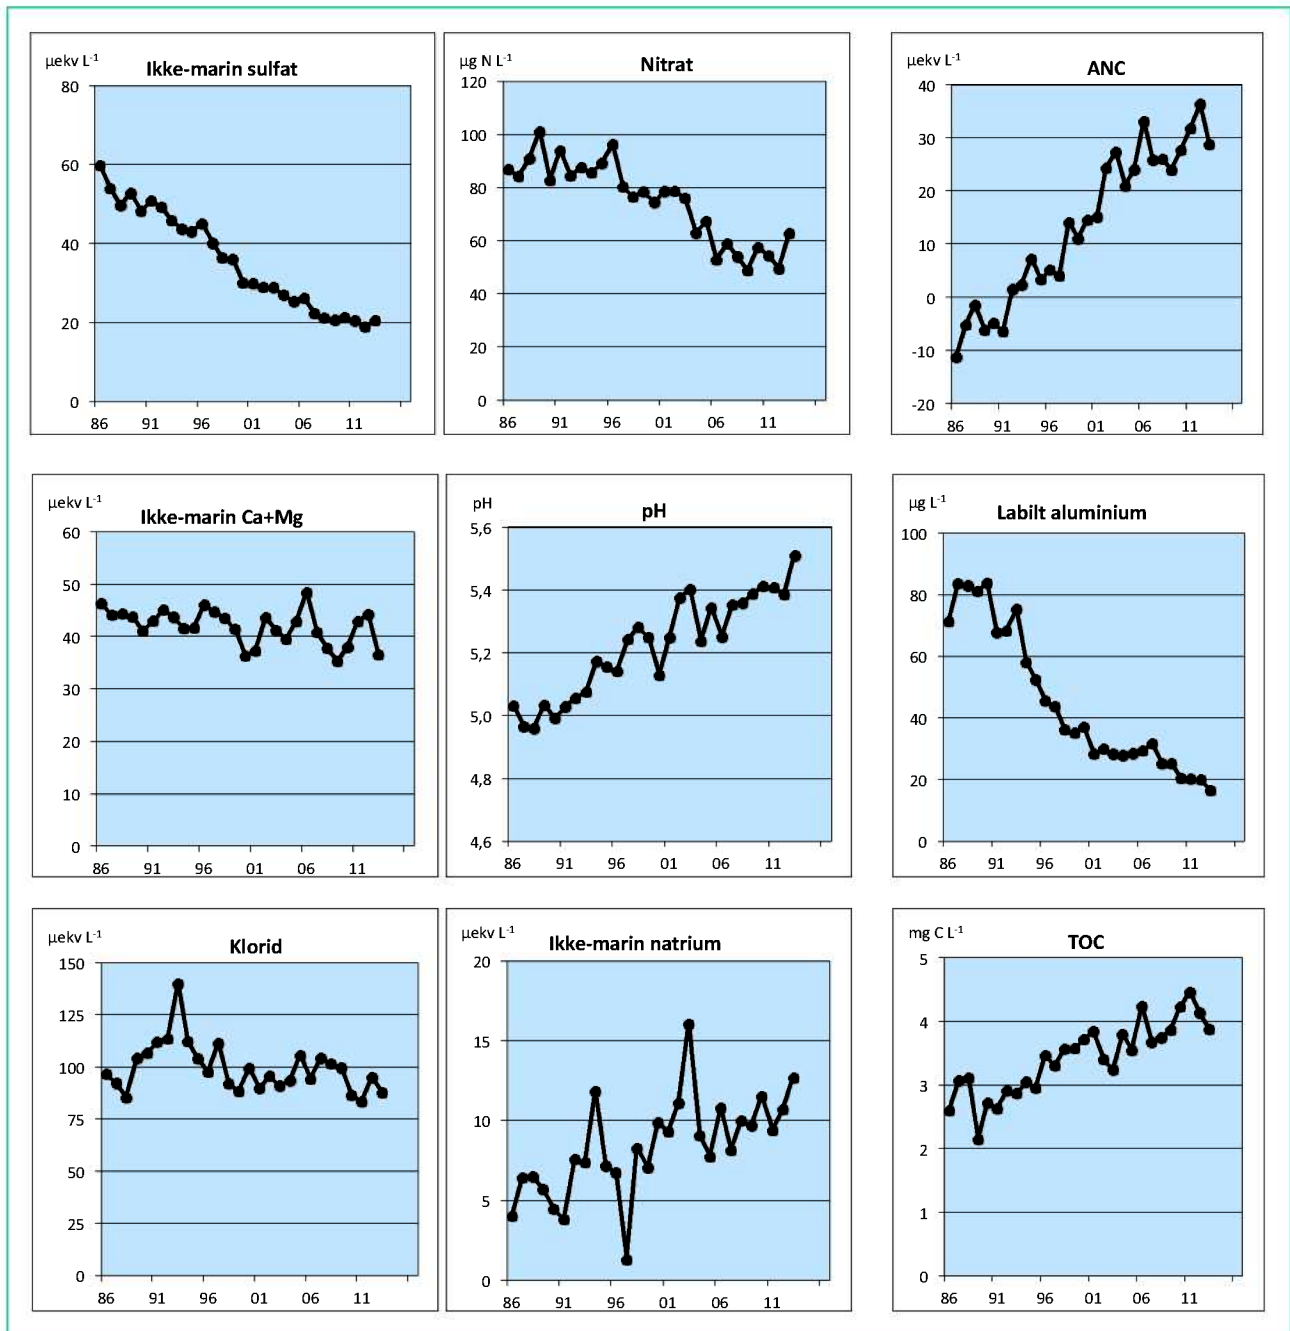 µekv L⁻¹
Ikke-marin sulfat
80
60
40
20
0
86 91 96 01 06 11
µg N L⁻¹
Nitrat
120
100
80
60
40
20
0
86 91 96 01 06 11
µekv L⁻¹
ANC
40
30
20
10
0
-10
-20
86 91 96 01 06 11
µekv L⁻¹
Ikke-marin Ca+Mg
60
50
40
30
20
10
0
86 91 96 01 06 11
pH
pH
5,6
5,4
5,2
5,0
4,8
4,6
86 91 96 01 06 11
µg L⁻¹
Labilt aluminium
100
80
60
40
20
0
86 91 96 01 06 11
µekv L⁻¹
Klorid
150
125
100
75
50
25
0
86 91 96 01 06 11
µekv L⁻¹
Ikke-marin natrium
20
15
10
5
0
86 91 96 01 06 11
mg C L⁻¹
TOC
5
4
3
2
1
0
86 91 96 01 06 11